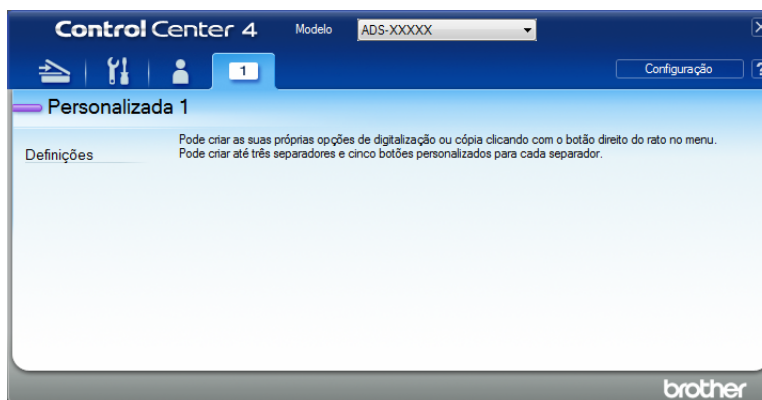 ControlCenter 4 Modelo ADS-XXXXX
1 Configuração ?
Personalizada 1
Definições
Pode criar as suas próprias opções de digitalização ou cópia clicando com o botão direito do rato no menu.
Pode criar até três separadores e cinco botões personalizados para cada separador.
brother